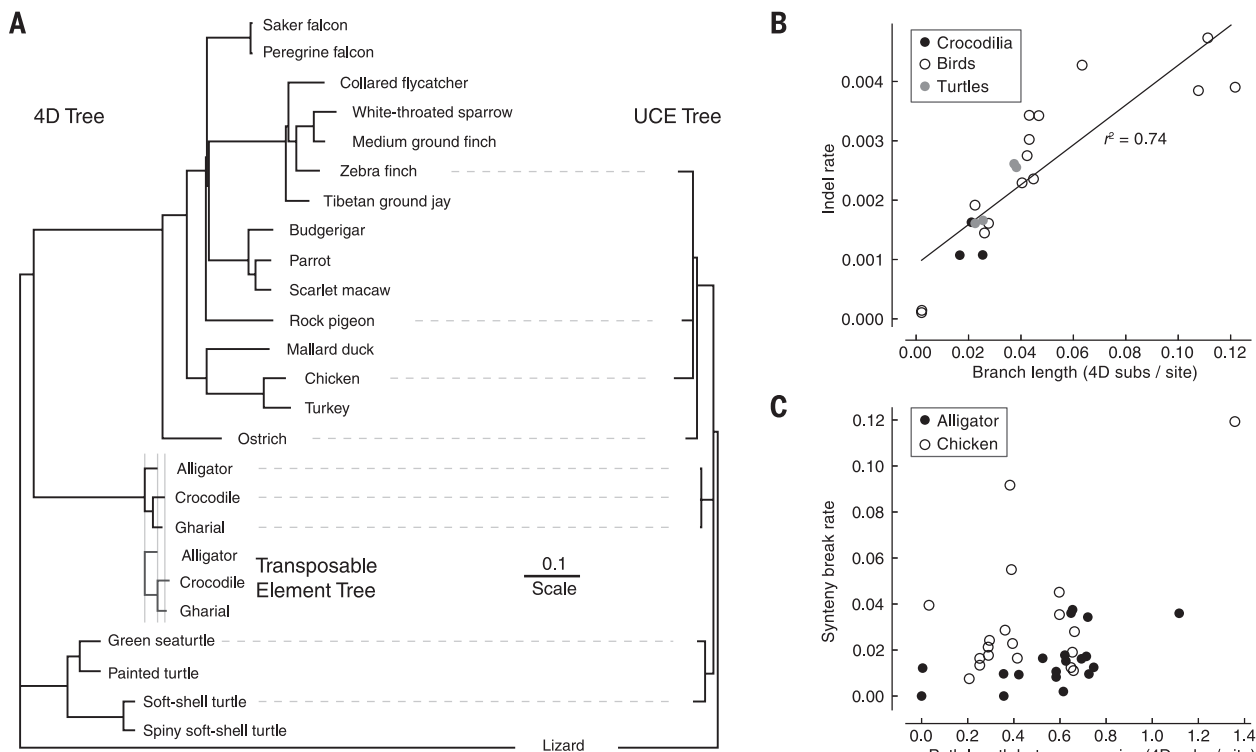 A
4D Tree
UCE Tree
Saker falcon
Peregrine falcon
Collared flycatcher
White-throated sparrow
Medium ground finch
Zebra finch
Tibetan ground jay
Budgerigar
Parrot
Scarlet macaw
Rock pigeon
Mallard duck
Chicken
Turkey
Ostrich
Alligator
Crocodile
Gharial
Alligator
Crocodile
Gharial
Transposable
Element Tree
0.1
Scale
Green seaturtle
Painted turtle
Soft-shell turtle
Spiny soft-shell turtle
Lizard
B
Crocodilia
Birds
Turtles
r² = 0.74
Indel rate
0.004
0.003
0.002
0.001
0.000
0.00 0.02 0.04 0.06 0.08 0.10 0.12
Branch length (4D subs / site)
C
Alligator
Chicken
Synteny break rate
0.12
0.10
0.08
0.06
0.04
0.02
0.00
0.0 0.2 0.4 0.6 0.8 1.0 1.2 1.4